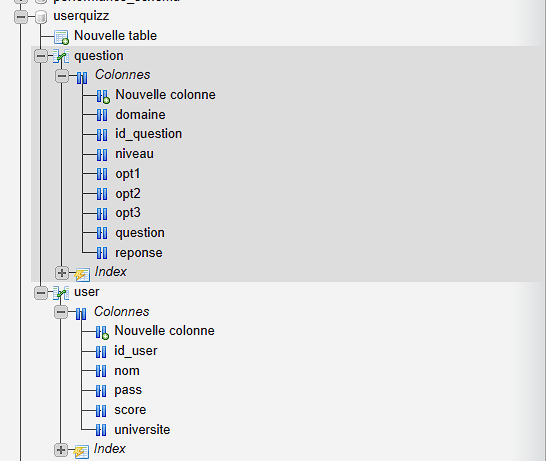 performance_schema
userquizz
Nouvelle table
question
Colonnes
Nouvelle colonne
domaine
id_question
niveau
opt1
opt2
opt3
question
reponse
Index
user
Colonnes
Nouvelle colonne
id_user
nom
pass
score
universite
Index